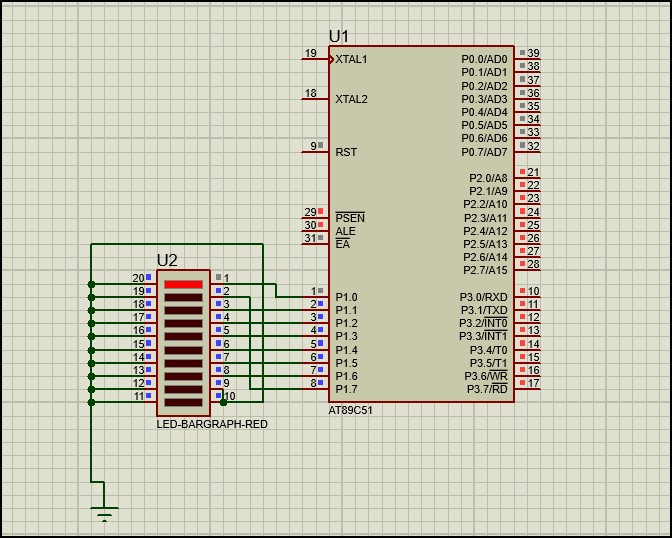 U1
19 XTAL1 P0.0/AD0 39
P0.1/AD1 38
P0.2/AD2 37
18 XTAL2 P0.3/AD3 36
P0.4/AD4 35
P0.5/AD5 34
P0.6/AD6 33
9 RST P0.7/AD7 32
P2.0/A8 21
P2.1/A9 22
P2.2/A10 23
29 PSEN P2.3/A11 24
30 ALE P2.4/A12 25
31 EA P2.5/A13 26
P2.6/A14 27
P2.7/A15 28
1 P1.0 P3.0/RXD 10
2 P1.1 P3.1/TXD 11
3 P1.2 P3.2/INT0 12
4 P1.3 P3.3/INT1 13
5 P1.4 P3.4/T0 14
6 P1.5 P3.5/T1 15
7 P1.6 P3.6/WR 16
8 P1.7 P3.7/RD 17
AT89C51
U2
20 1
19 2
18 3
17 4
16 5
15 6
14 7
13 8
12 9
11 10
LED-BARGRAPH-RED